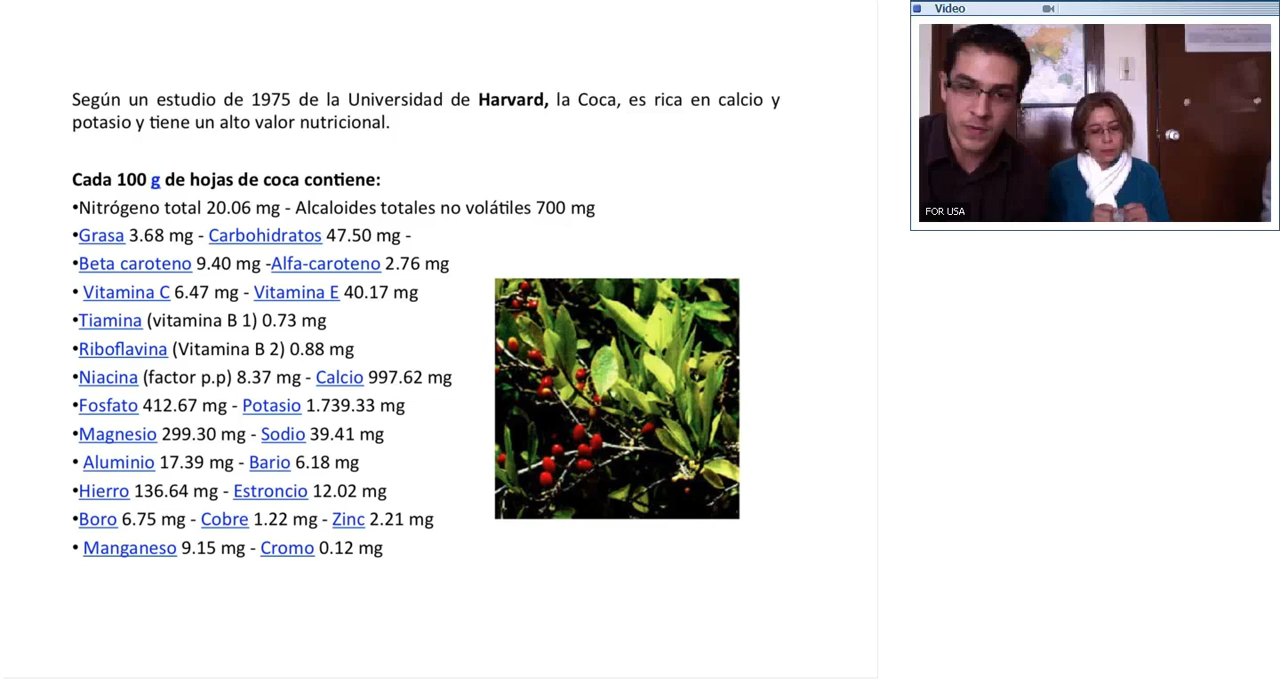 Según un estudio de 1975 de la Universidad de Harvard, la Coca, es rica en calcio y
potasio y tiene un alto valor nutricional.
Cada 100 g de hojas de coca contiene:
•Nitrógeno total 20.06 mg - Alcaloides totales no volátiles 700 mg
•Grasa 3.68 mg - Carbohidratos 47.50 mg -
•Beta caroteno 9.40 mg -Alfa-caroteno 2.76 mg
• Vitamina C 6.47 mg - Vitamina E 40.17 mg
•Tiamina (vitamina B 1) 0.73 mg
•Riboflavina (Vitamina B 2) 0.88 mg
•Niacina (factor p.p) 8.37 mg - Calcio 997.62 mg
•Fosfato 412.67 mg - Potasio 1.739.33 mg
•Magnesio 299.30 mg - Sodio 39.41 mg
• Aluminio 17.39 mg - Bario 6.18 mg
•Hierro 136.64 mg - Estroncio 12.02 mg
•Boro 6.75 mg - Cobre 1.22 mg - Zinc 2.21 mg
• Manganeso 9.15 mg - Cromo 0.12 mg
Video
FOR USA